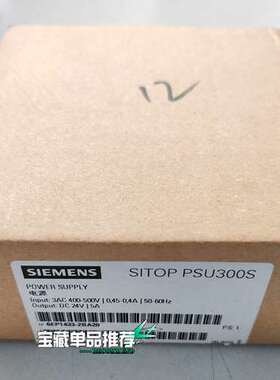 12
SIEMENS SITOP PSU300S
POWER SUPPLY
电源
Input: 3AC 400-500V | 0,45-0,4A | 50-60Hz
Output: DC 24V | 5A
6EP1433-2BA20
宝藏单品推荐